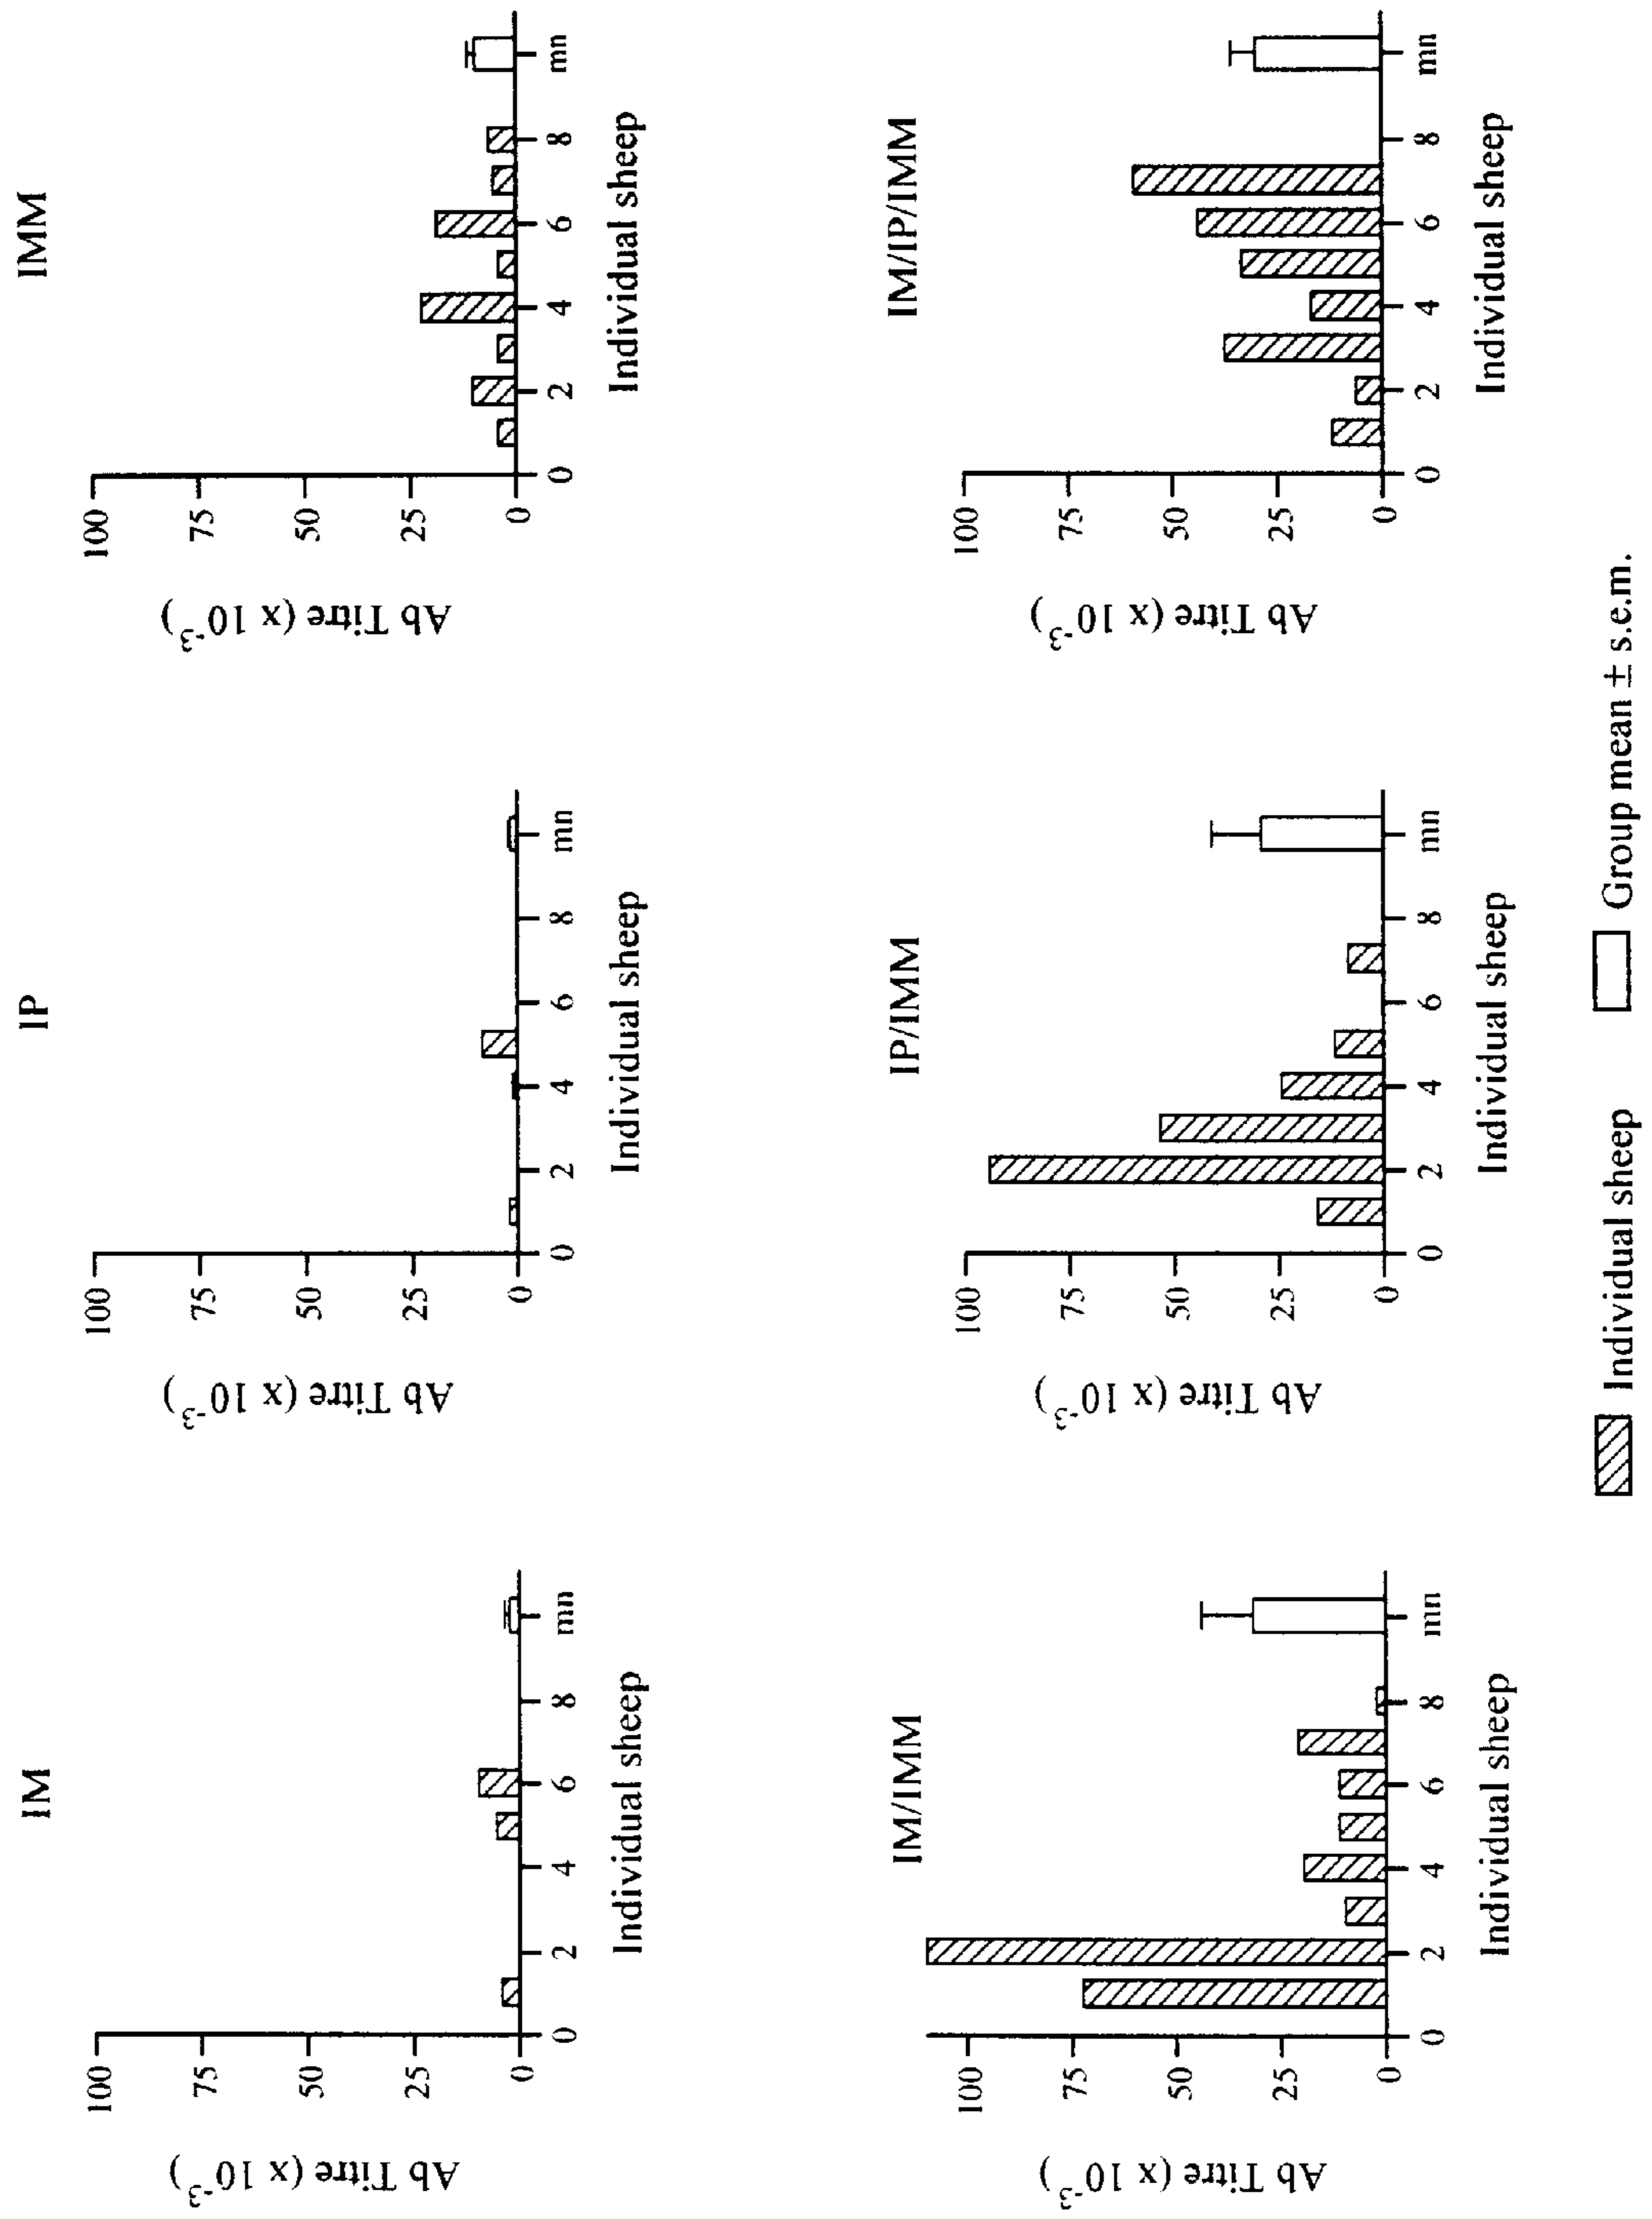 IM
Ab Titre (x 10-3)
100
75
50
25
0
0 2 4 6 8 mn
Individual sheep
IP
Ab Titre (x 10-3)
100
75
50
25
0
0 2 4 6 8 mn
Individual sheep
IMM
Ab Titre (x 10-3)
100
75
50
25
0
0 2 4 6 8 mn
Individual sheep
IM/IMM
Ab Titre (x 10-3)
100
75
50
25
0
0 2 4 6 8 mn
Individual sheep
IP/IMM
Ab Titre (x 10-3)
100
75
50
25
0
0 2 4 6 8 mn
Individual sheep
IM/IP/IMM
Ab Titre (x 10-3)
100
75
50
25
0
0 2 4 6 8 mn
Individual sheep
Individual sheep Group mean ± s.e.m.